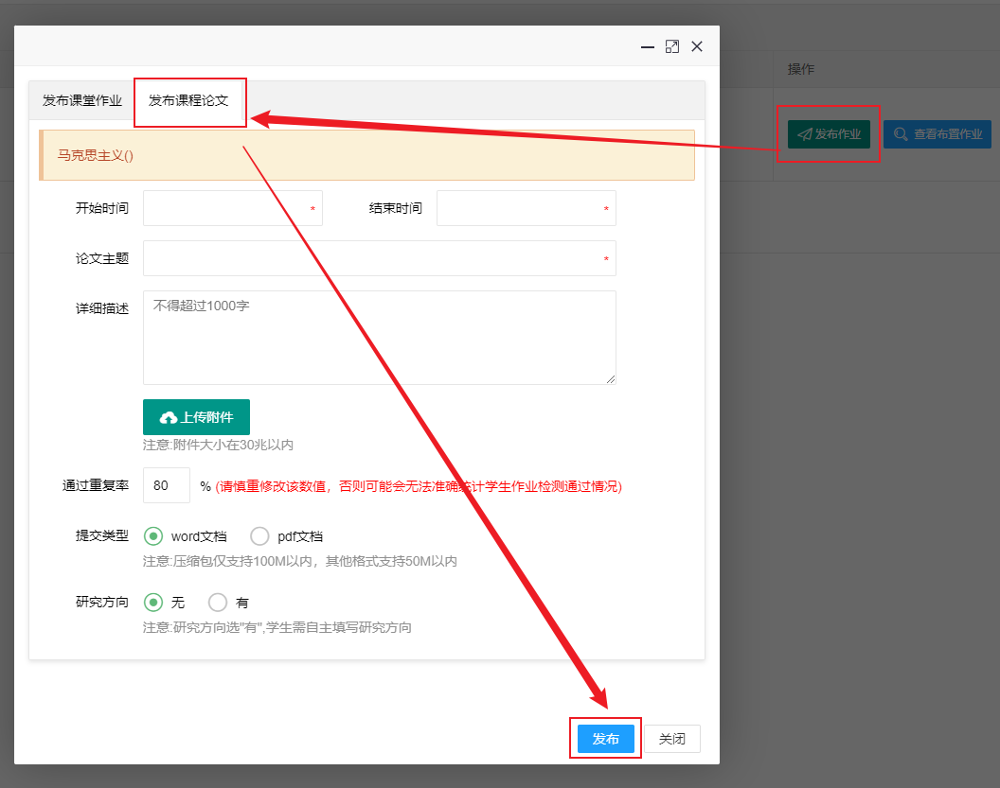 操作
发布作业
查看布置作业
发布课堂作业
发布课程论文
马克思主义()
开始时间 * 结束时间 *
论文主题 *
详细描述 不得超过1000字
上传附件
注意:附件大小在30兆以内
通过重复率 80 % (请慎重修改该数值，否则可能会无法准确统计学生作业检测通过情况)
提交类型 word文档 pdf文档
注意:压缩包仅支持100M以内，其他格式支持50M以内
研究方向 无 有
注意:研究方向选"有",学生需自主填写研究方向
发布 关闭